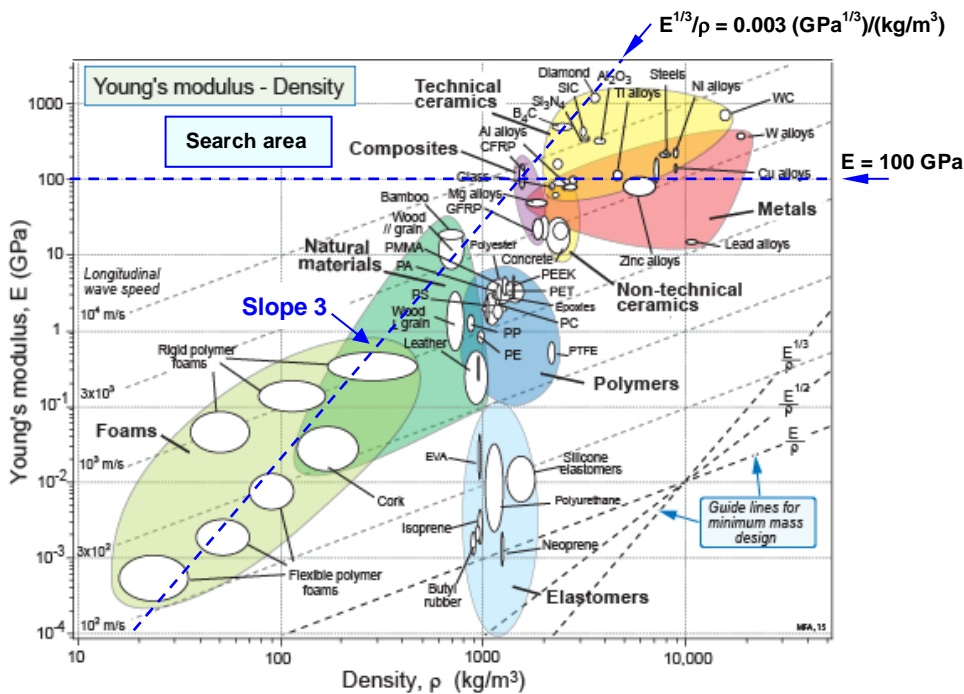 E^1/3/ρ = 0.003 (GPa^1/3)/(kg/m³)
Young's modulus - Density
Search area
Technical
ceramics
Diamond
Al₂O₃
Steels
SiC
Ti alloys
Ni alloys
Si₃N₄
B₄C
WC
Al alloys
CFRP
W alloys
Composites
E = 100 GPa
Glass
Cu alloys
Mg alloys
GFRP
Metals
Bamboo
Wood
// grain
Natural
materials
PMMA
Polyester
Concrete
Lead alloys
Zinc alloys
PA
PEEK
PET
Non-technical
ceramics
PS
Epoxies
PC
Longitudinal
wave speed
10⁴ m/s
Slope 3
Wood
grain
PP
PE
PTFE
Leather
Rigid polymer
foams
Polymers
3x10³
E^1/3
ρ
E^1/2
ρ
E
ρ
Foams
10³ m/s
EVA
Silicone
elastomers
Cork
Polyurethane
Guide lines for
minimum mass
design
Isoprene
3x10²
Neoprene
Flexible polymer
foams
Butyl
rubber
Elastomers
10² m/s
MFA, 15
1000
100
10
1
10⁻¹
10⁻²
10⁻³
10⁻⁴
Young's modulus, E (GPa)
10
100
1000
10,000
Density, ρ (kg/m³)